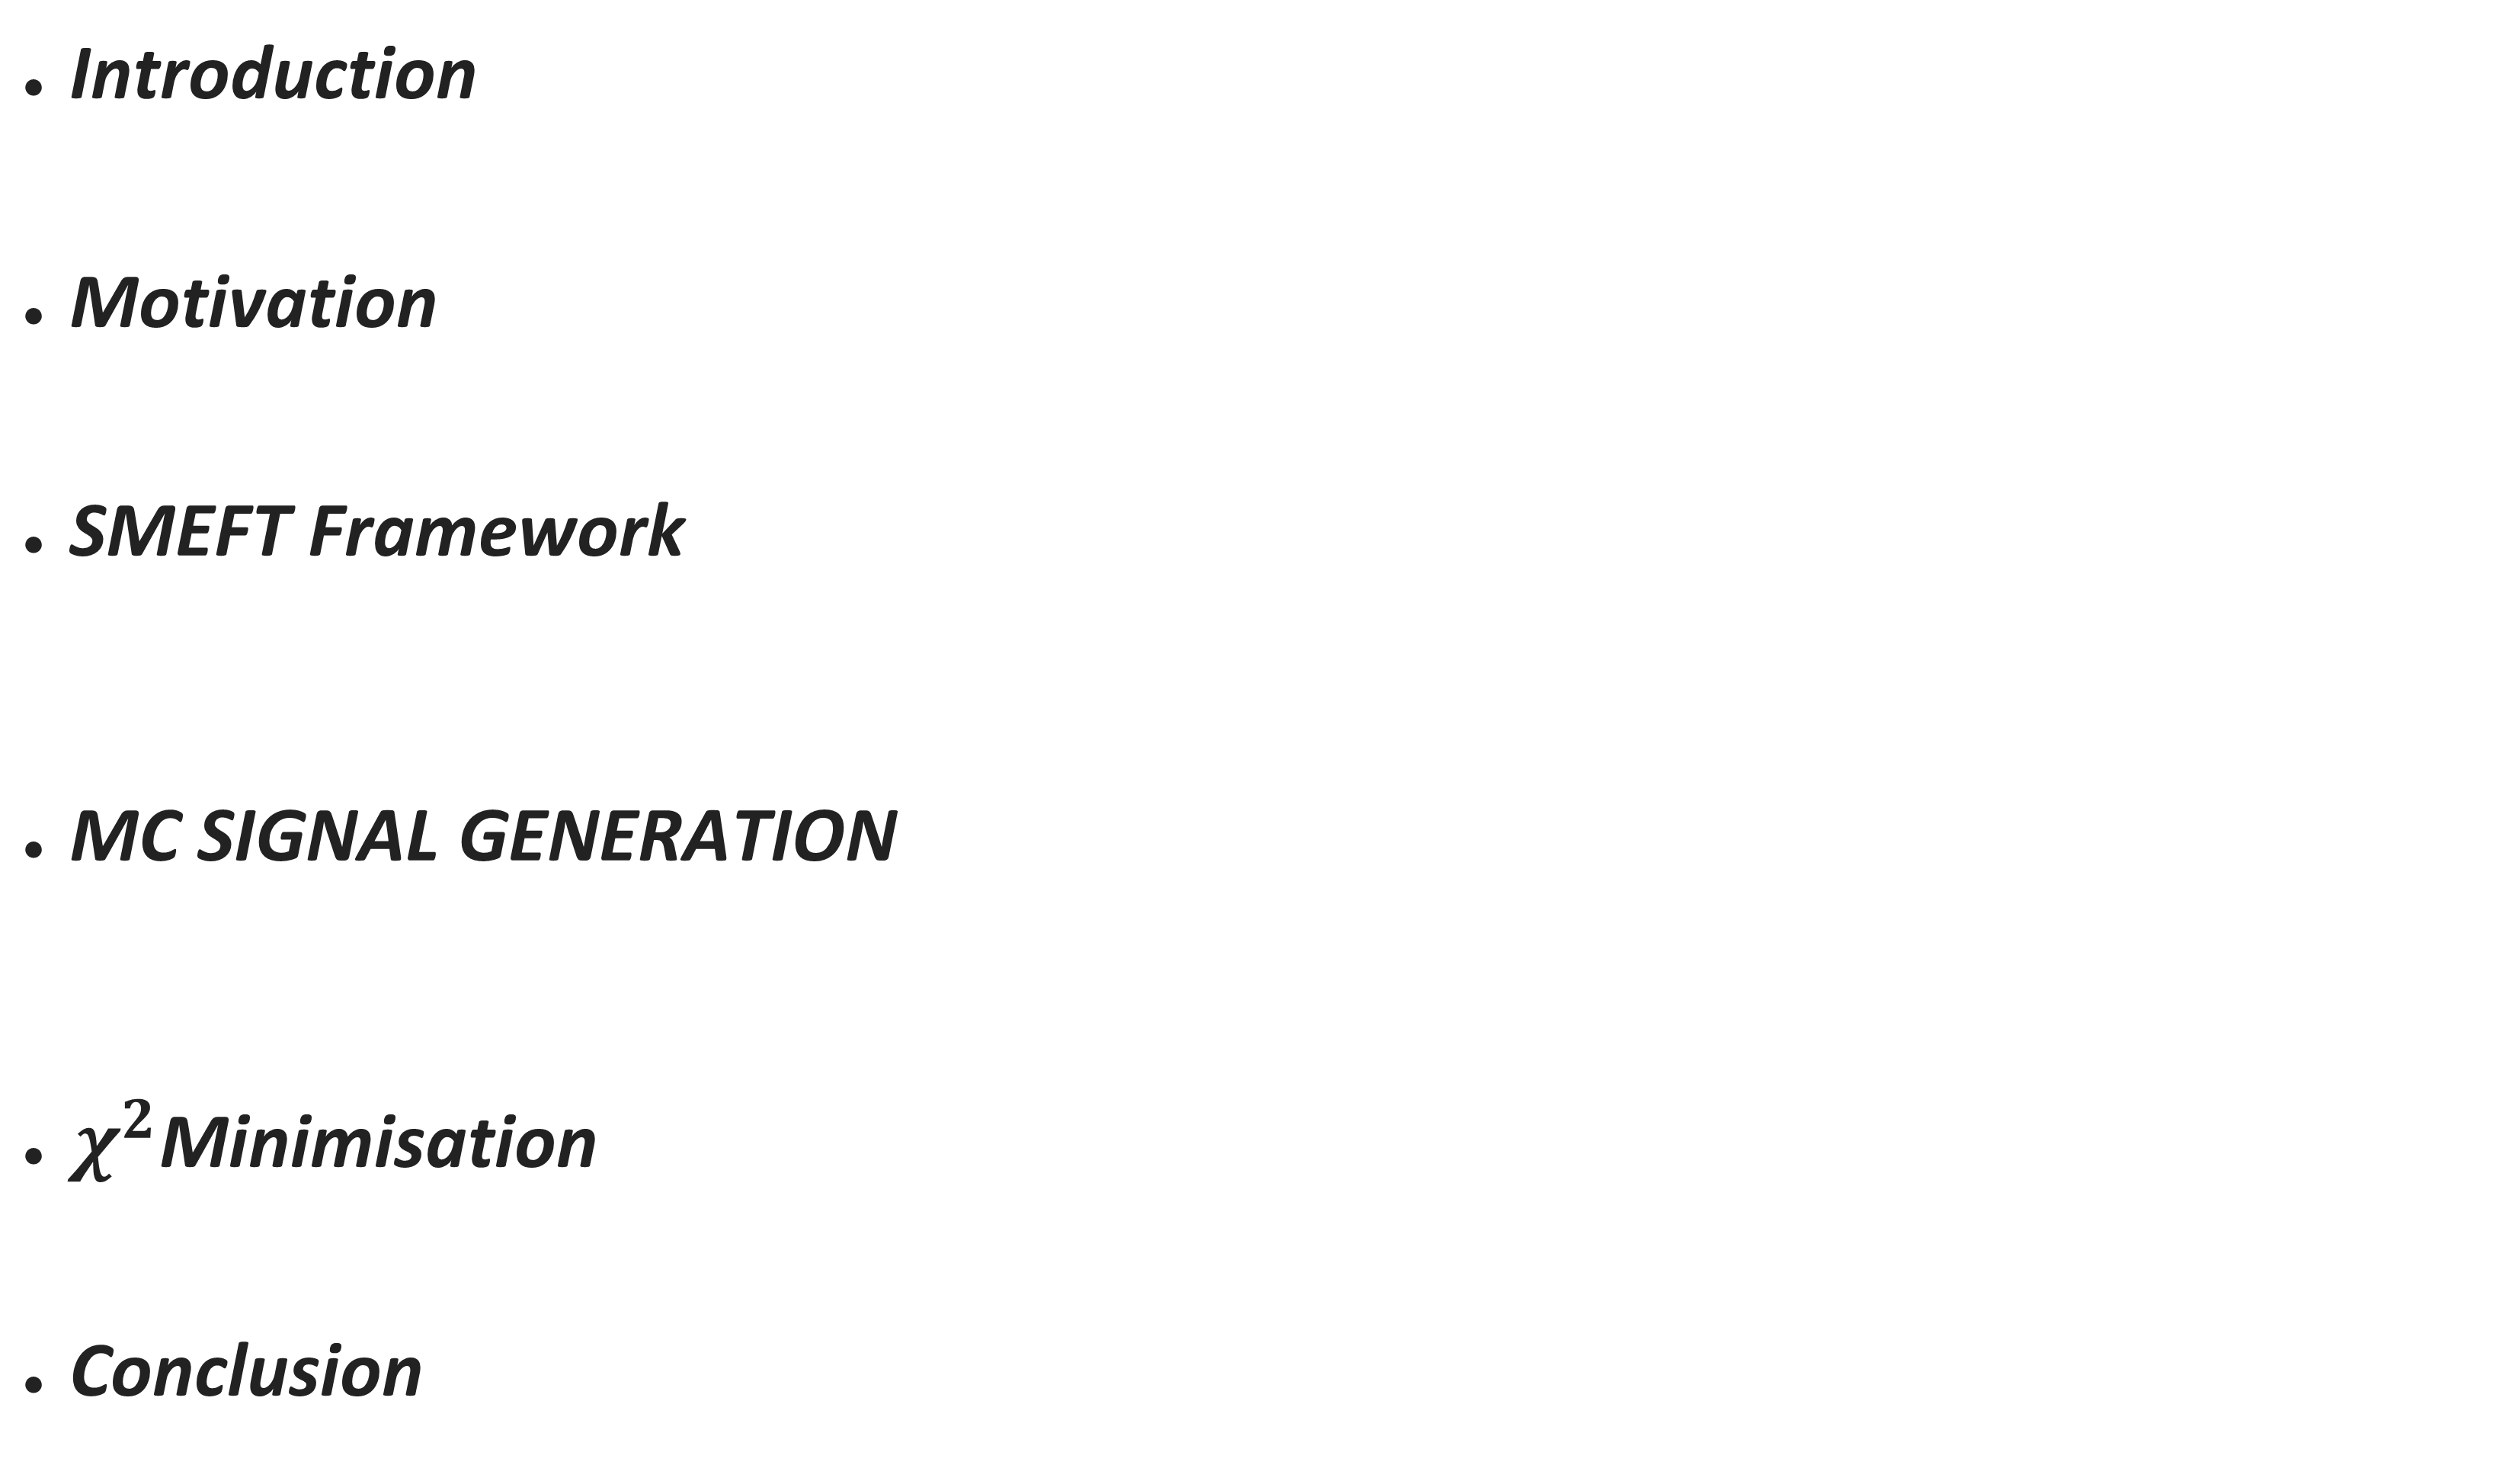 • Introduction
• Motivation
• SMEFT Framework
• MC SIGNAL GENERATION
• χ² Minimisation
• Conclusion